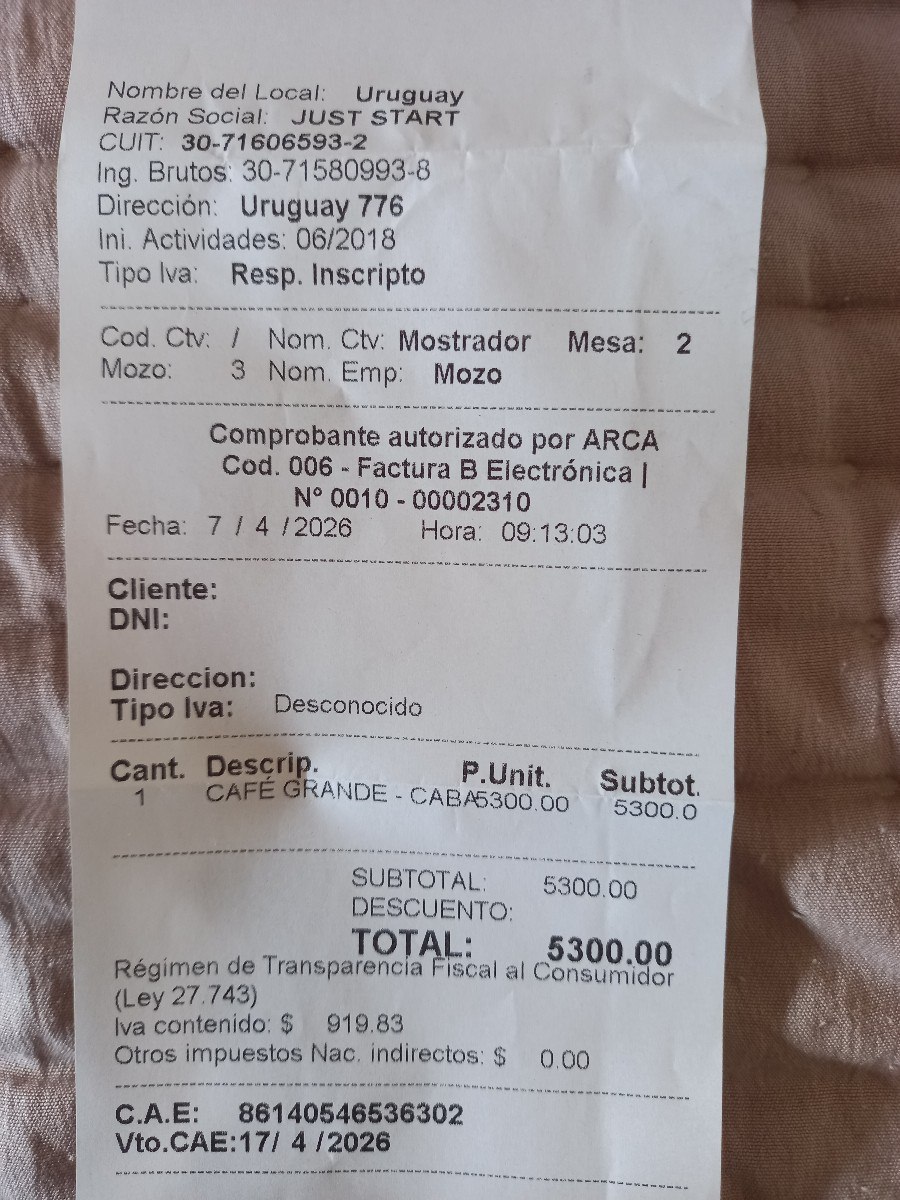 Nombre del Local: Uruguay
Razón Social: JUST START
CUIT: 30-71606593-2
Ing. Brutos: 30-71580993-8
Dirección: Uruguay 776
Ini. Actividades: 06/2018
Tipo Iva: Resp. Inscripto
Cod. Ctv: / Nom. Ctv: Mostrador Mesa: 2
Mozo: 3 Nom. Emp: Mozo
Comprobante autorizado por ARCA
Cod. 006 - Factura B Electrónica |
N° 0010 - 00002310
Fecha: 7 / 4 / 2026 Hora: 09:13:03
Cliente:
DNI:
Direccion:
Tipo Iva: Desconocido
Cant. Descrip. P.Unit. Subtot.
1 CAFÉ GRANDE - CABA 5300.00 5300.0
SUBTOTAL: 5300.00
DESCUENTO:
TOTAL: 5300.00
Régimen de Transparencia Fiscal al Consumidor
(Ley 27.743)
Iva contenido: $ 919.83
Otros impuestos Nac. indirectos: $ 0.00
C.A.E: 86140546536302
Vto.CAE:17/ 4 /2026